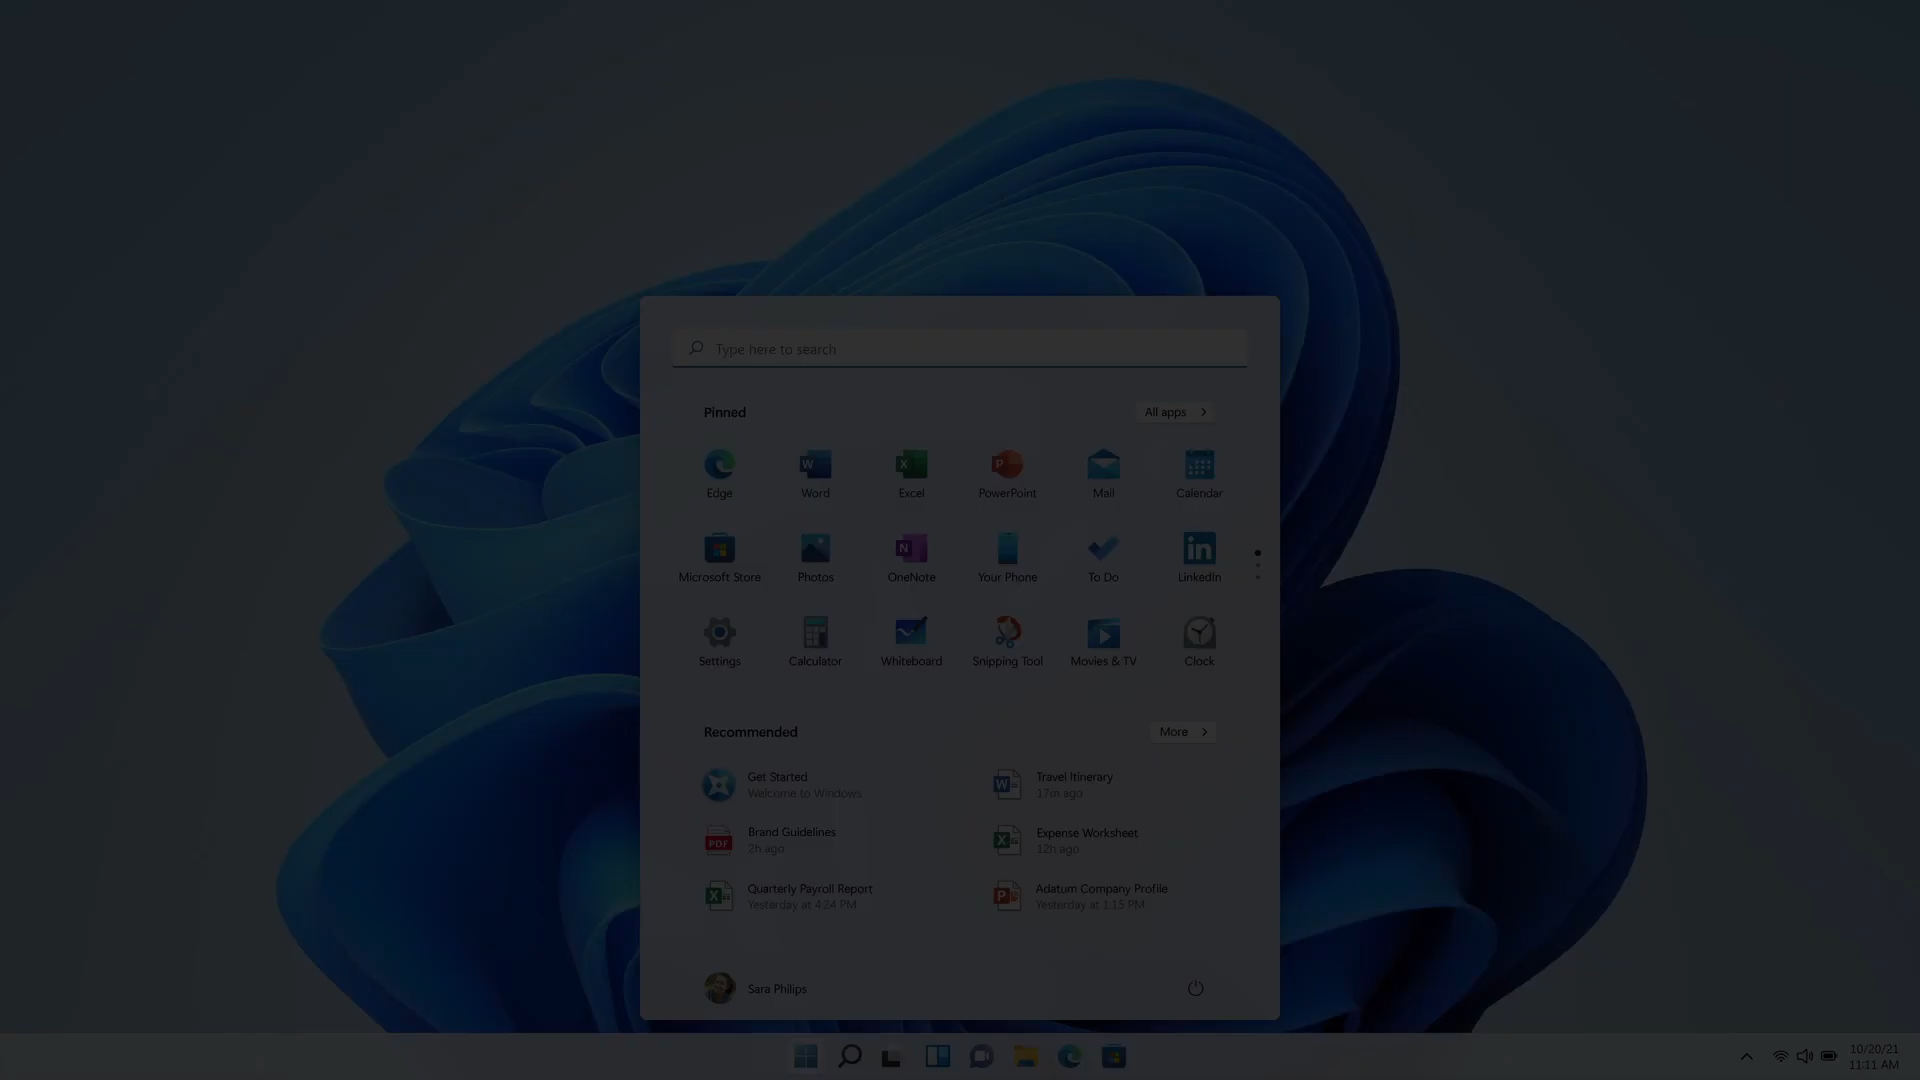 Type here to search
Pinned
All apps
Edge
Word
Excel
PowerPoint
Mail
Calendar
Microsoft Store
Photos
OneNote
Your Phone
To Do
LinkedIn
Settings
Calculator
Whiteboard
Snipping Tool
Movies & TV
Clock
Recommended
More
Get Started
Welcome to Windows
Travel Itinerary
17m ago
Brand Guidelines
2h ago
Expense Worksheet
12h ago
Quarterly Payroll Report
Yesterday at 4:24 PM
Adatum Company Profile
Yesterday at 1:15 PM
Sara Philips
10/20/21
11:11 AM